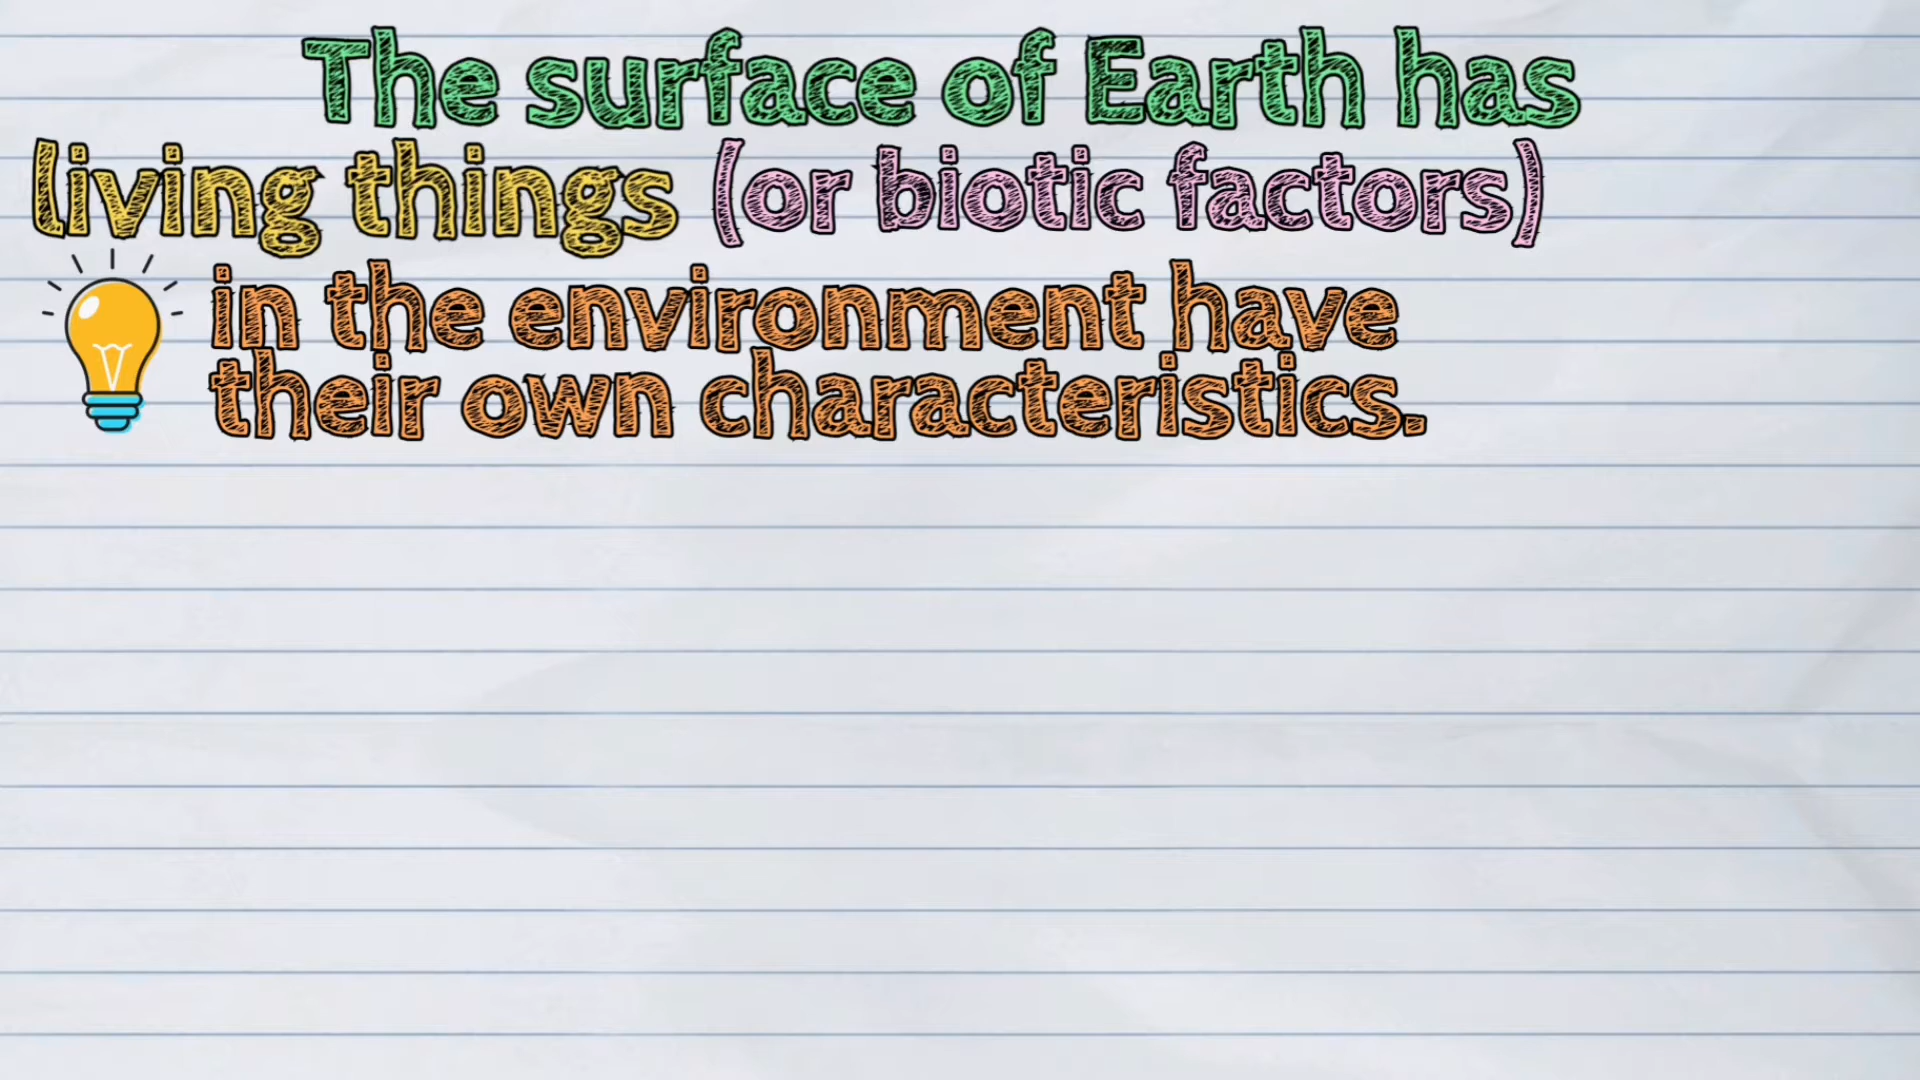 The surface of Earth has
living things (or biotic factors)
in the environment have
their own characteristics.